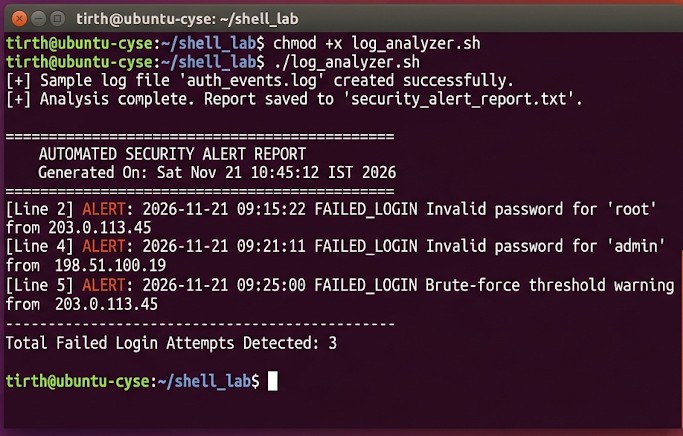 tirth@ubuntu-cyse: ~/shell_lab
tirth@ubuntu-cyse:~/shell_lab$ chmod +x log_analyzer.sh
tirth@ubuntu-cyse:~/shell_lab$ ./log_analyzer.sh
[+] Sample log file 'auth_events.log' created successfully.
[+] Analysis complete. Report saved to 'security_alert_report.txt'.
=============================================
AUTOMATED SECURITY ALERT REPORT
Generated On: Sat Nov 21 10:45:12 IST 2026
=============================================
[Line 2] ALERT: 2026-11-21 09:15:22 FAILED_LOGIN Invalid password for 'root'
from 203.0.113.45
[Line 4] ALERT: 2026-11-21 09:21:11 FAILED_LOGIN Invalid password for 'admin'
from 198.51.100.19
[Line 5] ALERT: 2026-11-21 09:25:00 FAILED_LOGIN Brute-force threshold warning
from 203.0.113.45
---------------------------------------------
Total Failed Login Attempts Detected: 3
tirth@ubuntu-cyse:~/shell_lab$